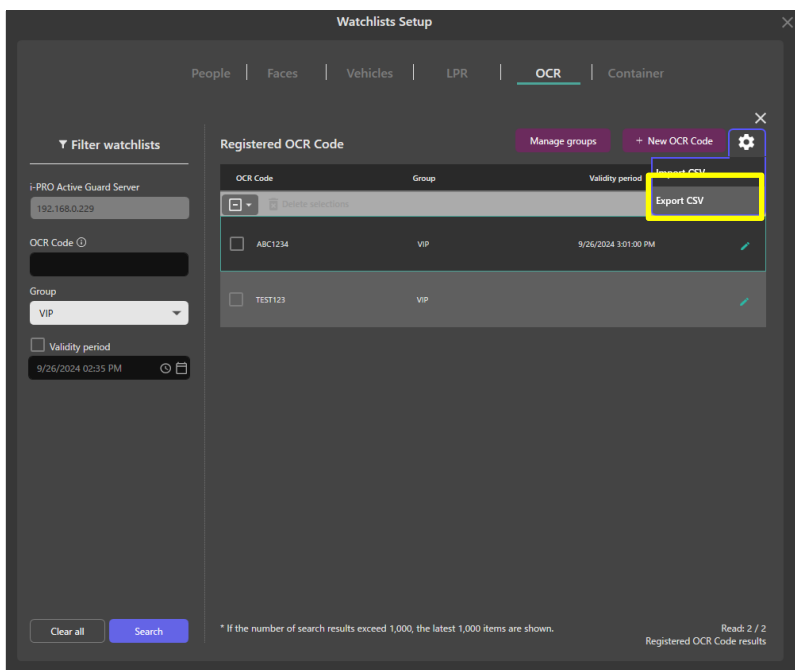 Watchlists Setup
People | Faces | Vehicles | LPR | OCR | Container
Filter watchlists
i-PRO Active Guard Server
192.168.0.229
OCR Code
Group
VIP
Validity period
9/26/2024 02:35 PM
Clear all
Search
Registered OCR Code
Manage groups
+ New OCR Code
Import CSV
Export CSV
OCR Code Group Validity period
Delete selections
ABC1234 VIP 9/26/2024 3:01:00 PM
TEST123 VIP
* If the number of search results exceed 1,000, the latest 1,000 items are shown.
Read: 2 / 2
Registered OCR Code results